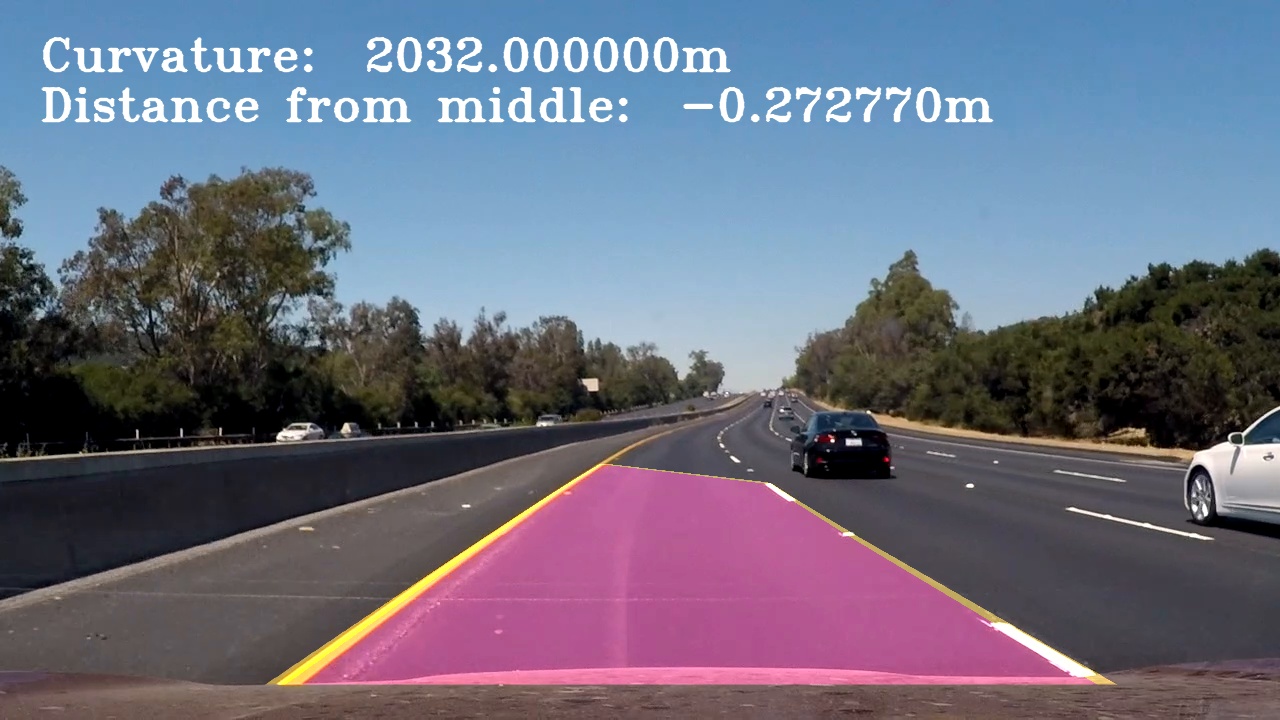 Curvature: 2032.000000m
Distance from middle: −0.272770m